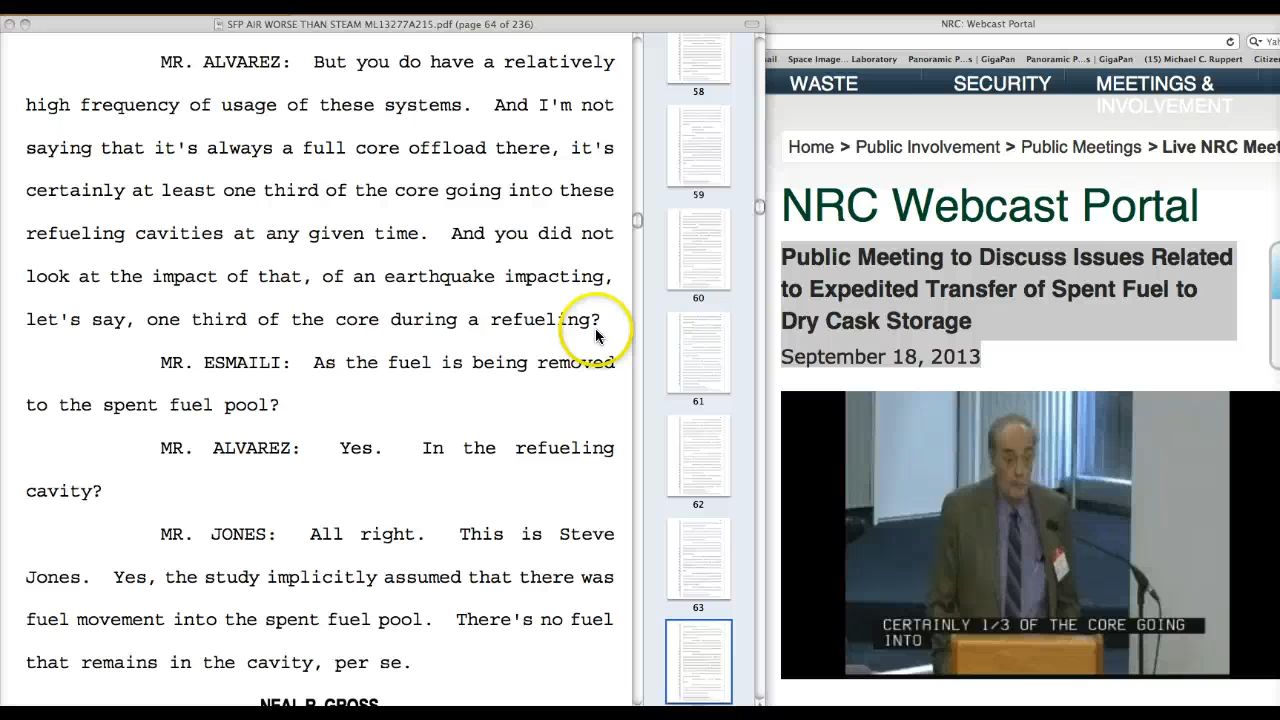 SFP AIR WORSE THAN STEAM ML13277A215.pdf (page 64 of 236)
MR. ALVAREZ: But you do have a relatively
high frequency of usage of these systems. And I'm not
saying that it's always a full core offload there, it's
certainly at least one third of the core going into these
refueling cavities at any given time. And you did not
look at the impact of that, of an earthquake impacting,
let's say, one third of the core during a refueling?
MR. ESMAILI: As the fuel is being removed
to the spent fuel pool?
MR. ALVAREZ: Yes. In the refueling
cavity?
MR. JONES: All right. This is Steve
Jones. Yes, the study implicitly assumed that there was
fuel movement into the spent fuel pool. There's no fuel
that remains in the cavity, per se.
NEAL R. GROSS
58
59
60
61
62
63
NRC: Webcast Portal
Yah
mail Space Image... Laboratory Panoramic P...s | GigaPan Panoramic P...s | GigaPan (15) Michael C. Ruppert Citizen
WASTE SECURITY MEETINGS &
INVOLVEMENT
Home > Public Involvement > Public Meetings > Live NRC Meet
NRC Webcast Portal
Public Meeting to Discuss Issues Related
to Expedited Transfer of Spent Fuel to
Dry Cask Storage
September 18, 2013
CERTAINLY 1/3 OF THE CORE GOING
INTO